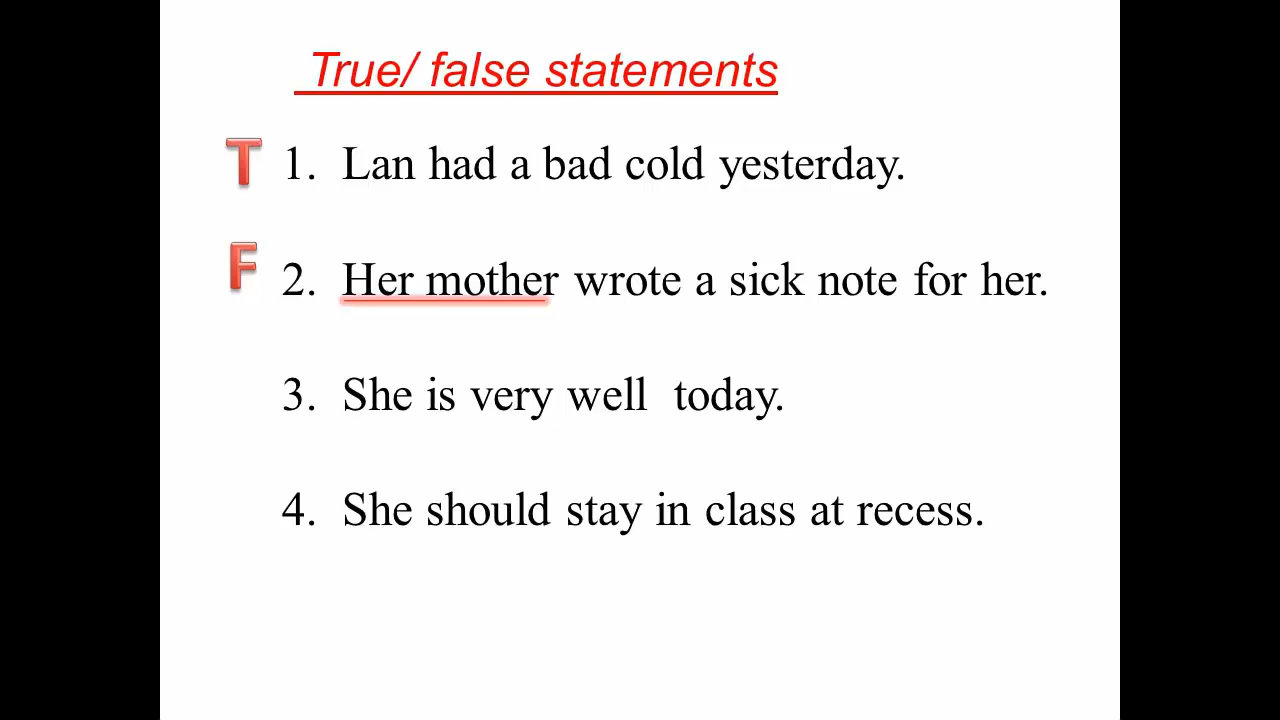 True/ false statements
T 1. Lan had a bad cold yesterday.
F 2. Her mother wrote a sick note for her.
3. She is very well today.
4. She should stay in class at recess.